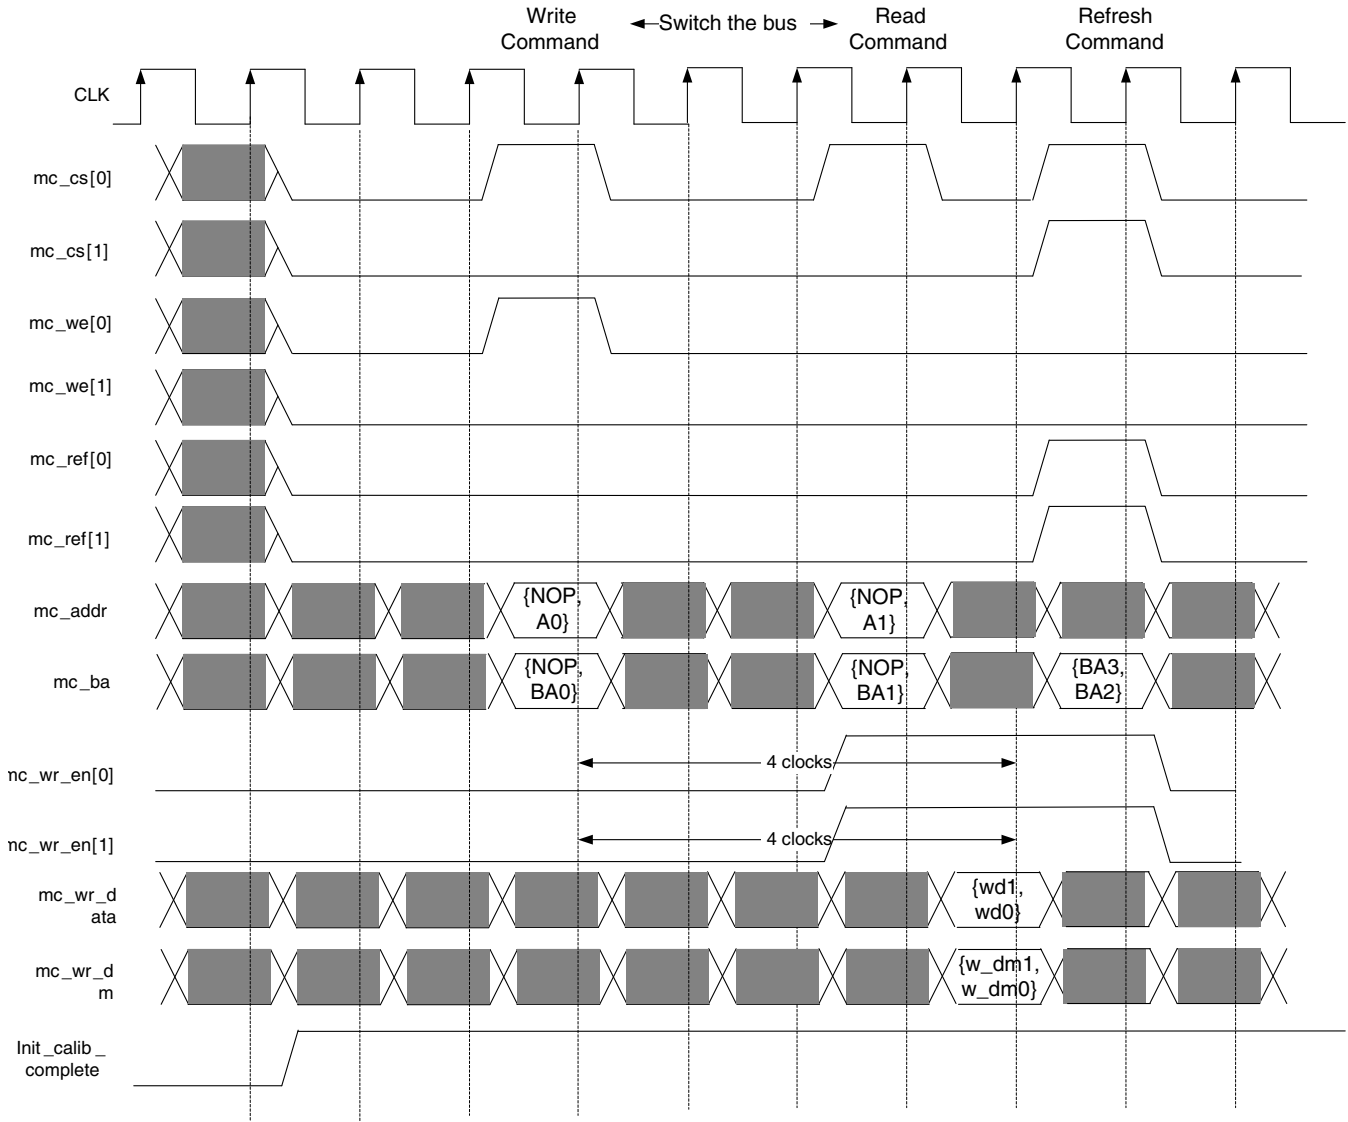 Write
Command
Switch the bus
Read
Command
Refresh
Command
CLK
mc_cs[0]
mc_cs[1]
mc_we[0]
mc_we[1]
mc_ref[0]
mc_ref[1]
mc_addr
{NOP,
A0}
{NOP,
A1}
mc_ba
{NOP,
BA0}
{NOP,
BA1}
{BA3,
BA2}
mc_wr_en[0]
4 clocks
mc_wr_en[1]
4 clocks
mc_wr_d
ata
{wd1,
wd0}
mc_wr_d
m
{w_dm1,
w_dm0}
Init_calib_
complete